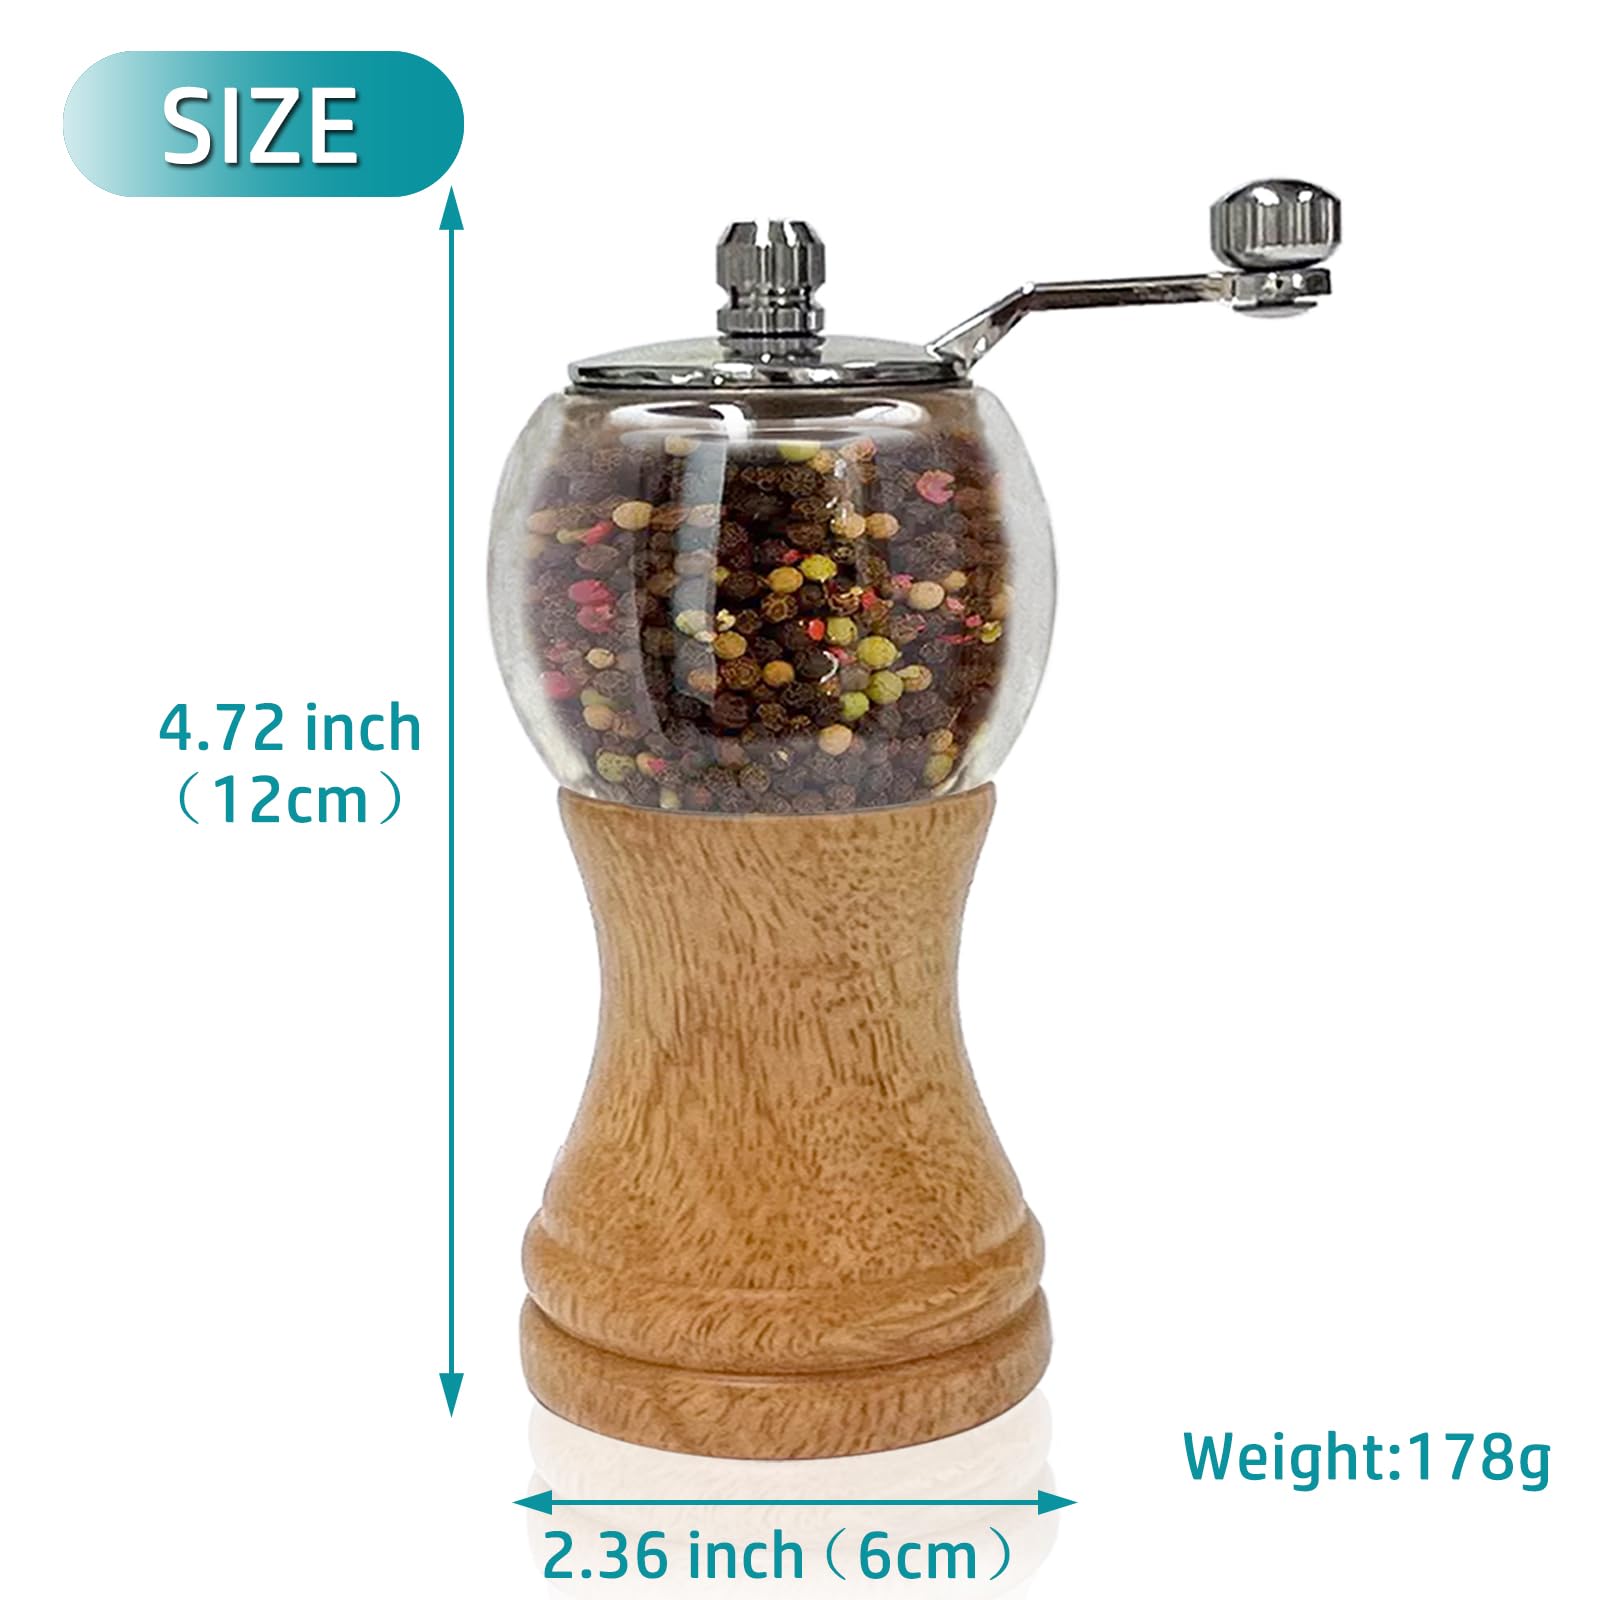 SIZE
4.72 inch
（12cm）
Weight:178g
2.36 inch（6cm）